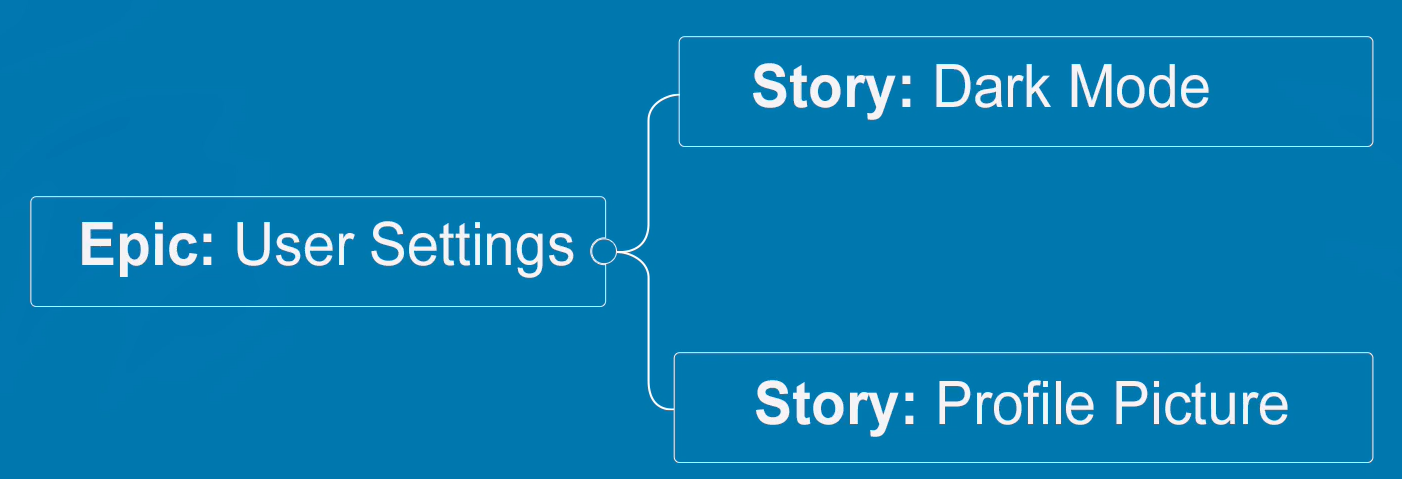 Story: Dark Mode
Epic: User Settings
Story: Profile Picture